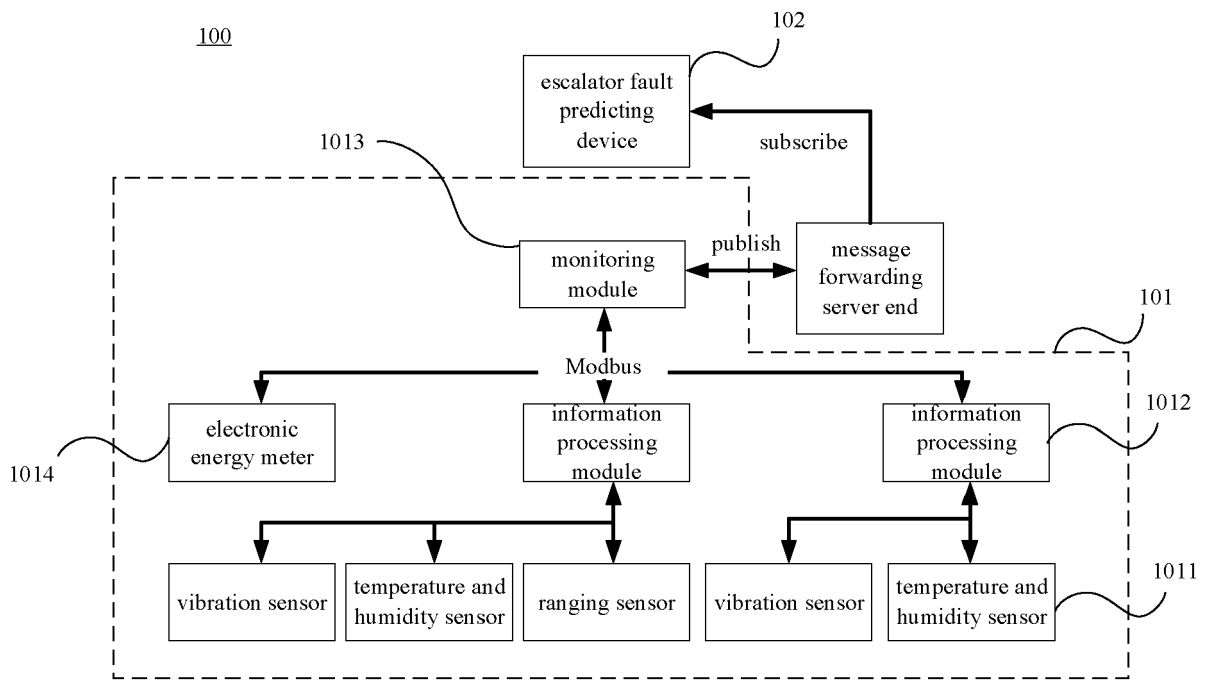 100
102
escalator fault
predicting
device
1013
subscribe
monitoring
module
publish
message
forwarding
server end
101
Modbus
electronic
energy meter
information
processing
module
information
processing
module
1012
1014
vibration sensor
temperature and
humidity sensor
ranging sensor
vibration sensor
temperature and
humidity sensor
1011